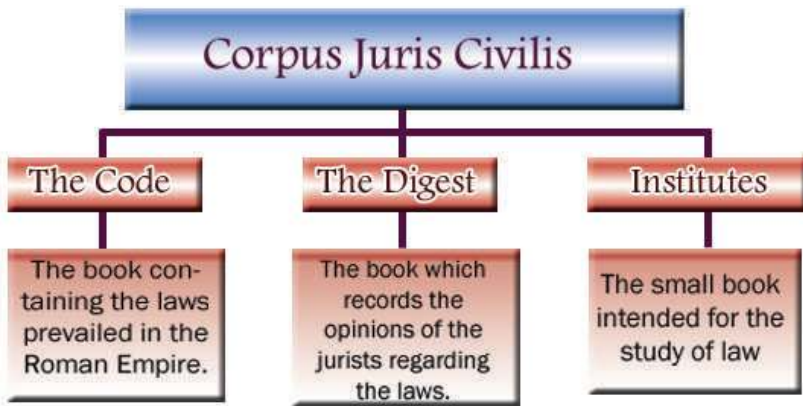 Corpus Juris Civilis
The Code
The Digest
Institutes
The book con-
taining the laws
prevailed in the
Roman Empire.
The book which
records the
opinions of the
jurists regarding
the laws.
The small book
intended for the
study of law